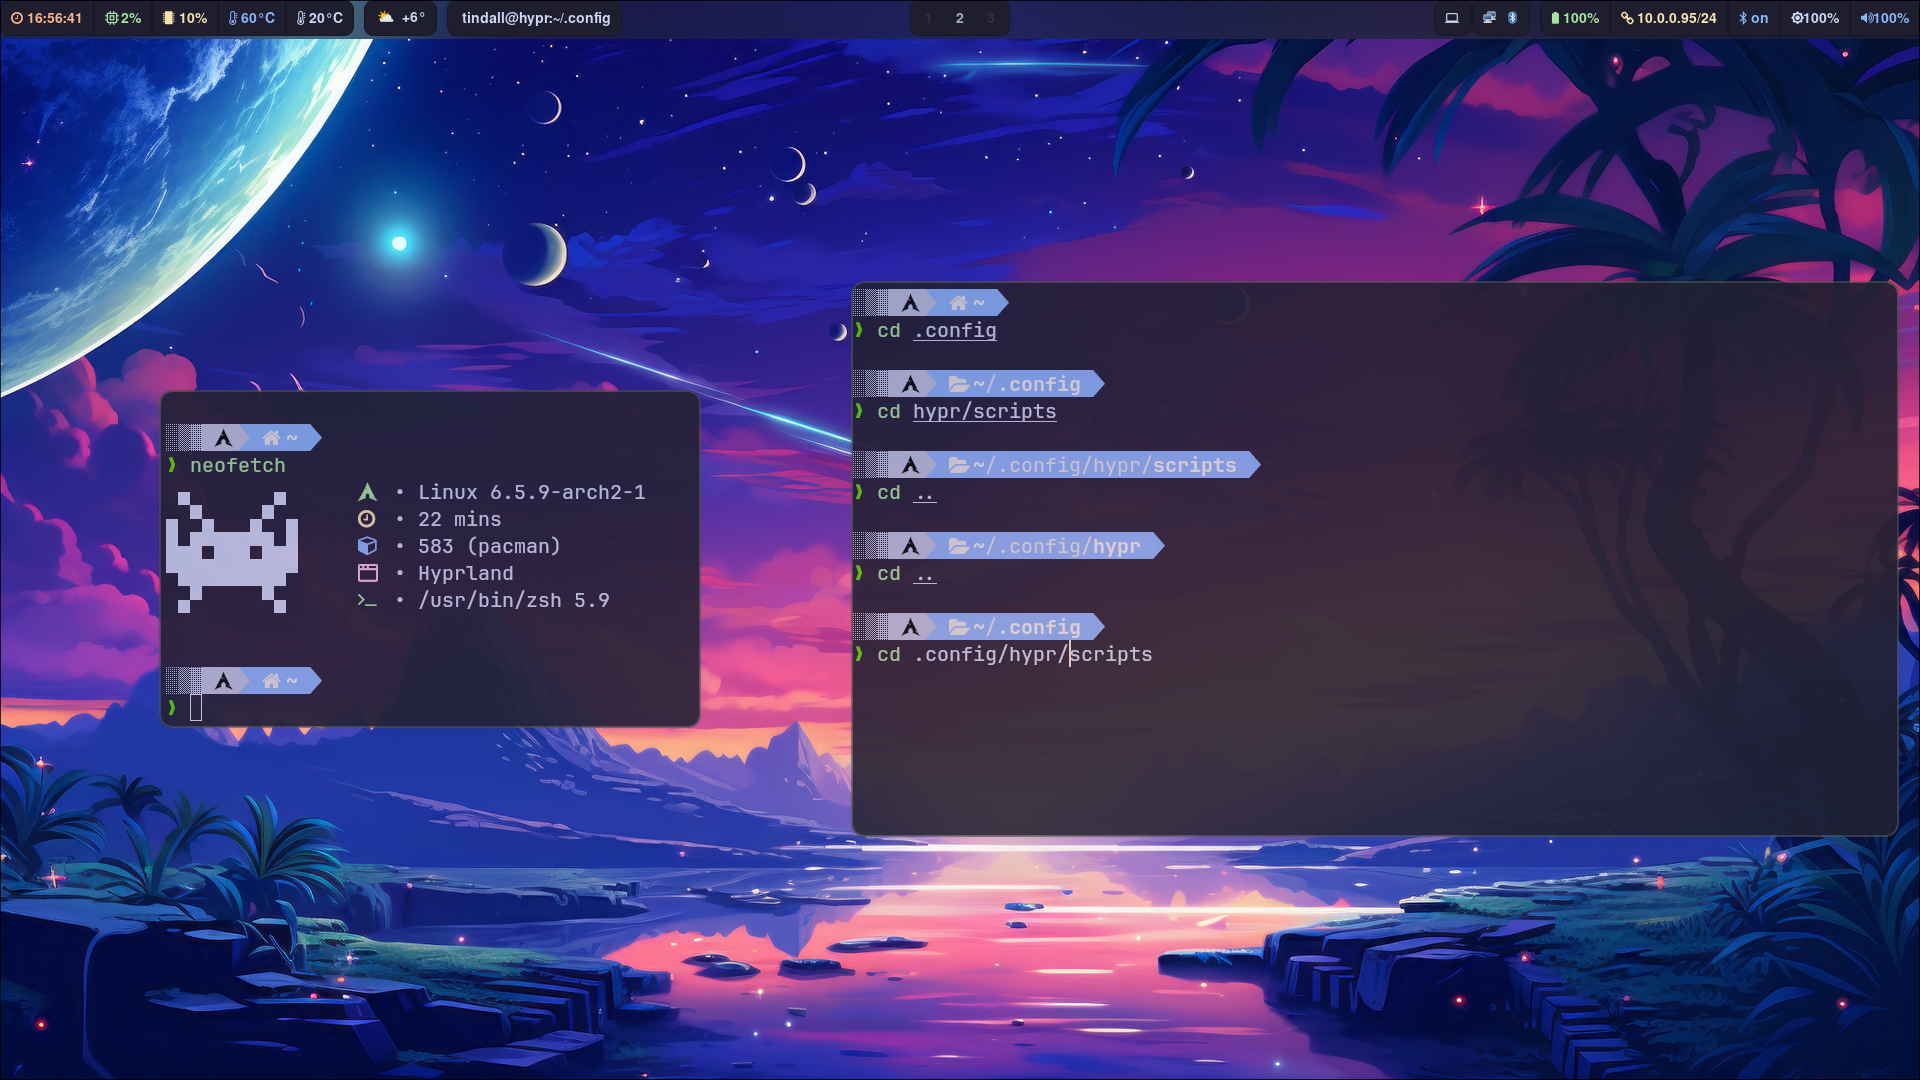 16:56:41 2% 10% 60°C 20°C +6° tindall@hypr:~/.config 1 2 3 100% 10.0.0.95/24 on 100% 100%
~
❱ neofetch
• Linux 6.5.9-arch2-1
• 22 mins
• 583 (pacman)
• Hyprland
>_ • /usr/bin/zsh 5.9
~
❱
~
❱ cd .config
~/.config
❱ cd hypr/scripts
~/.config/hypr/scripts
❱ cd ..
~/.config/hypr
❱ cd ..
~/.config
❱ cd .config/hypr/scripts